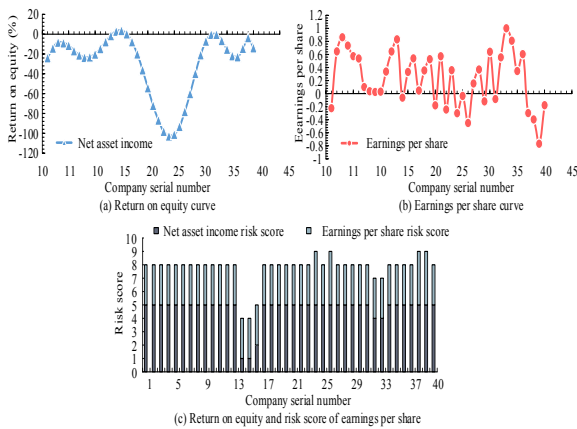 20
0
-20
-40
-60
-80
-100
-120
Return on equity (%)
Net asset income
10 10 11 15 20 25 30 35 40 45
Company serial number
(a) Return on equity curve
1.2
1
0.8
0.6
0.4
0.2
0
-0.2
-0.4
-0.6
-0.8
-1
Eearnings per share
Earnings per share
10 10 11 15 20 25 30 35 40 45
Company serial number
(b) Earnings per share curve
Net asset income risk score Earnings per share risk score
10
9
8
7
6
5
4
3
2
1
0
Risk score
1 5 9 13 17 21 25 29 33 37 40
Company serial number
(c) Return on equity and risk score of earnings per share